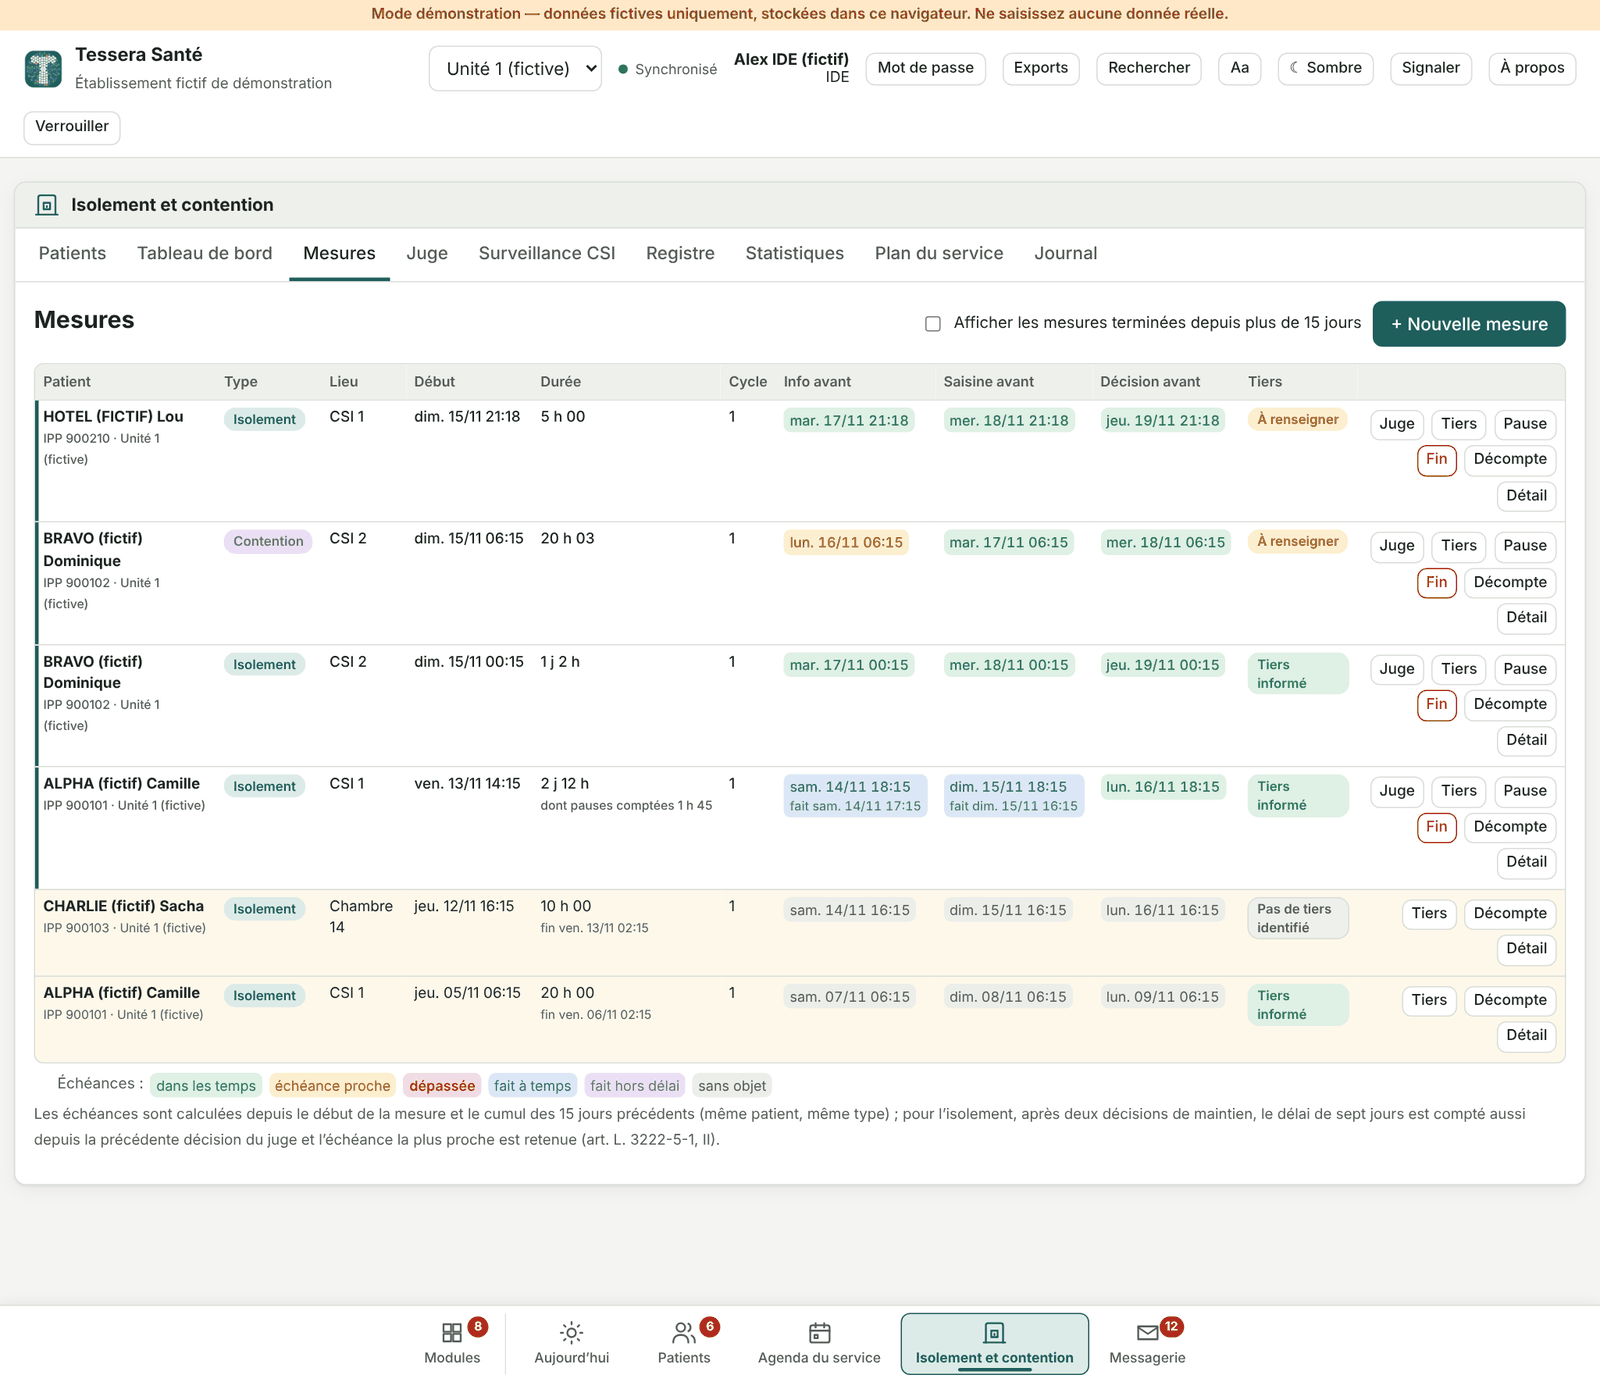 Mode démonstration — données fictives uniquement, stockées dans ce navigateur. Ne saisissez aucune donnée réelle.
Tessera Santé
Établissement fictif de démonstration
Unité 1 (fictive)
Synchronisé
Alex IDE (fictif)
IDE
Mot de passe
Exports
Rechercher
Aa
☾ Sombre
Signaler
À propos
Verrouiller
Isolement et contention
Patients Tableau de bord Mesures Juge Surveillance CSI Registre Statistiques Plan du service Journal
Mesures
Afficher les mesures terminées depuis plus de 15 jours
+ Nouvelle mesure
Patient Type Lieu Début Durée Cycle Info avant Saisine avant Décision avant Tiers
HOTEL (FICTIF) Lou Isolement CSI 1 dim. 15/11 21:18 5 h 00 1 mar. 17/11 21:18 mer. 18/11 21:18 jeu. 19/11 21:18 À renseigner Juge Tiers Pause
IPP 900210 · Unité 1
(fictive)
Fin Décompte
Détail
BRAVO (fictif) Contention CSI 2 dim. 15/11 06:15 20 h 03 1 lun. 16/11 06:15 mar. 17/11 06:15 mer. 18/11 06:15 À renseigner Juge Tiers Pause
Dominique
IPP 900102 · Unité 1
(fictive)
Fin Décompte
Détail
BRAVO (fictif) Isolement CSI 2 dim. 15/11 00:15 1 j 2 h 1 mar. 17/11 00:15 mer. 18/11 00:15 jeu. 19/11 00:15 Tiers Juge Tiers Pause
Dominique informé
IPP 900102 · Unité 1
(fictive)
Fin Décompte
Détail
ALPHA (fictif) Camille Isolement CSI 1 ven. 13/11 14:15 2 j 12 h 1 sam. 14/11 18:15 dim. 15/11 18:15 lun. 16/11 18:15 Tiers Juge Tiers Pause
IPP 900101 · Unité 1 (fictive) dont pauses comptées 1 h 45 fait sam. 14/11 17:15 fait dim. 15/11 16:15 informé
Fin Décompte
Détail
CHARLIE (fictif) Sacha Isolement Chambre jeu. 12/11 16:15 10 h 00 1 sam. 14/11 16:15 dim. 15/11 16:15 lun. 16/11 16:15 Pas de tiers Tiers Décompte
IPP 900103 · Unité 1 (fictive) 14 fin ven. 13/11 02:15 identifié
Détail
ALPHA (fictif) Camille Isolement CSI 1 jeu. 05/11 06:15 20 h 00 1 sam. 07/11 06:15 dim. 08/11 06:15 lun. 09/11 06:15 Tiers Tiers Décompte
IPP 900101 · Unité 1 (fictive) fin ven. 06/11 02:15 informé
Détail
Échéances : dans les temps échéance proche dépassée fait à temps fait hors délai sans objet
Les échéances sont calculées depuis le début de la mesure et le cumul des 15 jours précédents (même patient, même type) ; pour l’isolement, après deux décisions de maintien, le délai de sept jours est compté aussi
depuis la précédente décision du juge et l’échéance la plus proche est retenue (art. L. 3222-5-1, II).
8 6 12
Modules Aujourd’hui Patients Agenda du service Isolement et contention Messagerie